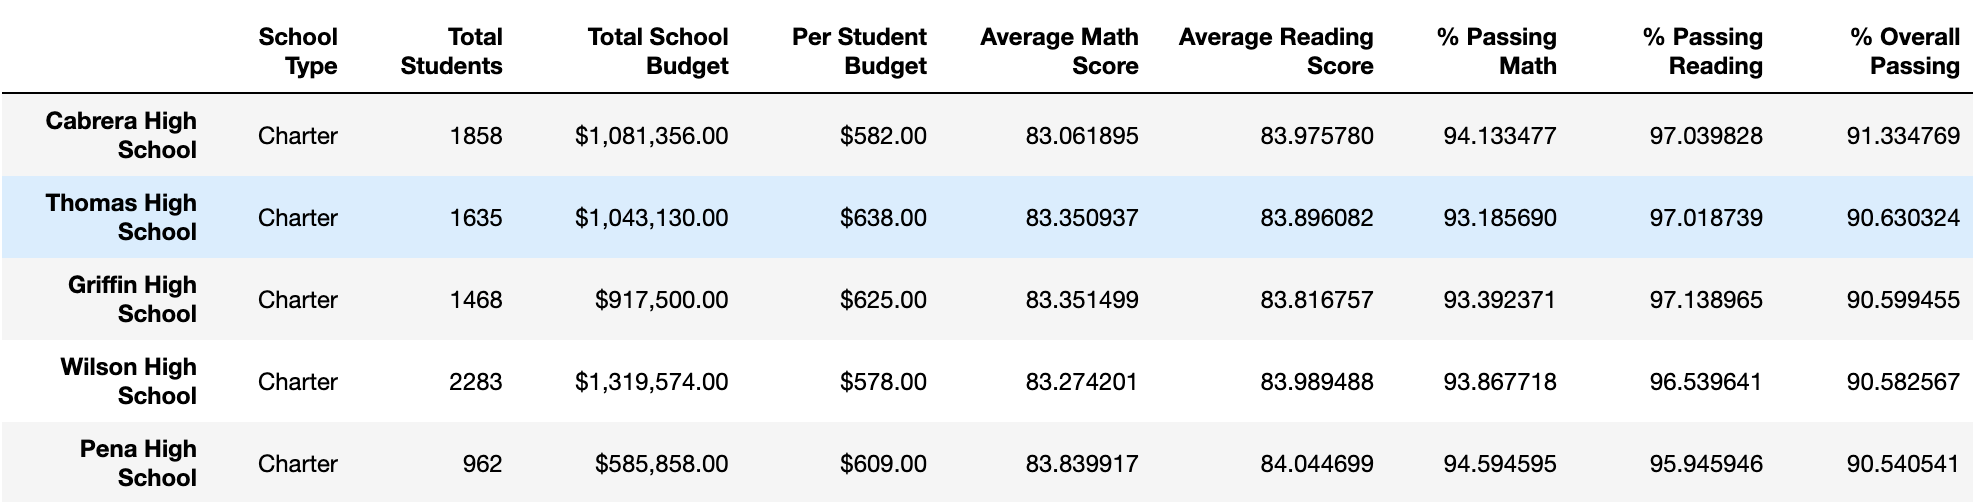 School Type Total Students Total School Budget Per Student Budget Average Math Score Average Reading Score % Passing Math % Passing Reading % Overall Passing
Cabrera High School Charter 1858 $1,081,356.00 $582.00 83.061895 83.975780 94.133477 97.039828 91.334769
Thomas High School Charter 1635 $1,043,130.00 $638.00 83.350937 83.896082 93.185690 97.018739 90.630324
Griffin High School Charter 1468 $917,500.00 $625.00 83.351499 83.816757 93.392371 97.138965 90.599455
Wilson High School Charter 2283 $1,319,574.00 $578.00 83.274201 83.989488 93.867718 96.539641 90.582567
Pena High School Charter 962 $585,858.00 $609.00 83.839917 84.044699 94.594595 95.945946 90.540541